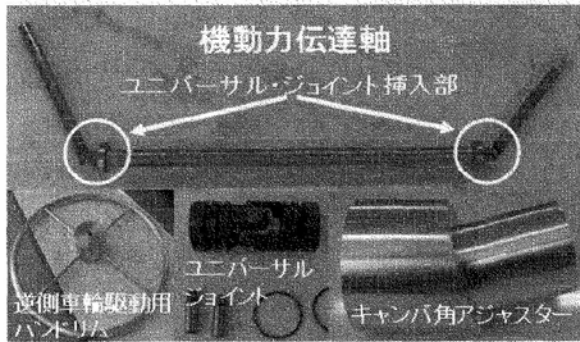 機動力伝達軸
ユニバーサル・ジョイント挿入部
ユニバーサル
ジョイント
逆側車輪駆動用
ハンドリム
キャンバ角アジャスター